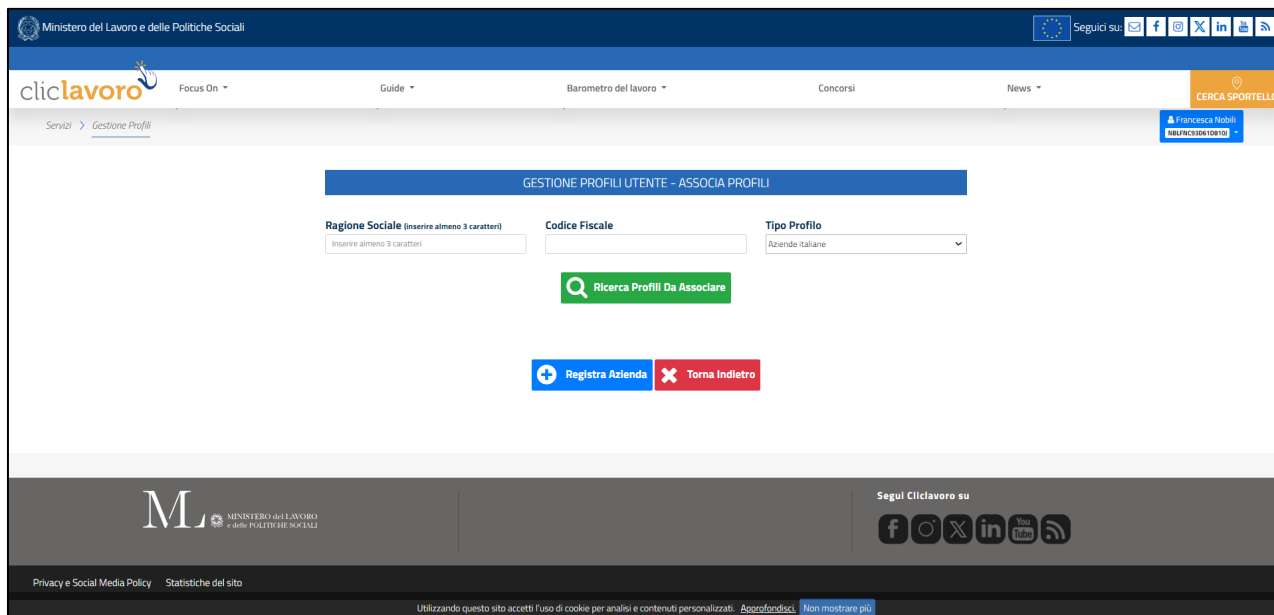 Ministero del Lavoro e delle Politiche Sociali
Seguici su:
cliclavoro
Focus On
Guide
Barometro del lavoro
Concorsi
News
CERCA SPORTELLO
Servizi > Gestione Profili
Francesca Nobili
NBLFNC93D61D810J
GESTIONE PROFILI UTENTE - ASSOCIA PROFILI
Ragione Sociale (inserire almeno 3 caratteri)
Codice Fiscale
Tipo Profilo
Inserire almeno 3 caratteri
Aziende italiane
Ricerca Profili Da Associare
Registra Azienda
Torna Indietro
ML MINISTERO del LAVORO
e delle POLITICHE SOCIALI
Segui Cliclavoro su
You
Tube
Privacy e Social Media Policy
Statistiche del sito
Utilizzando questo sito accetti l'uso di cookie per analisi e contenuti personalizzati. Approfondisci. Non mostrare più